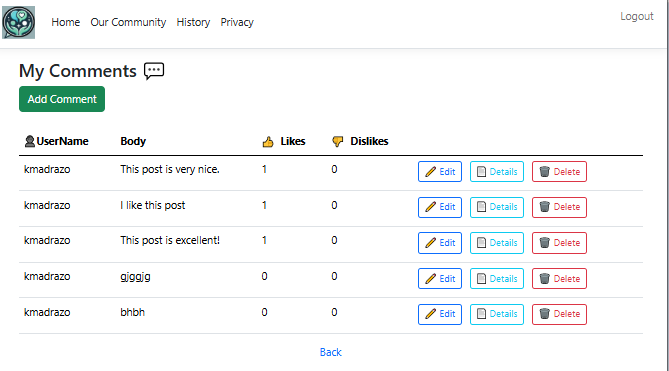 Home Our Community History Privacy Logout
My Comments
Add Comment
UserName Body Likes Dislikes
kmadrazo This post is very nice. 1 0 Edit Details Delete
kmadrazo I like this post 1 0 Edit Details Delete
kmadrazo This post is excellent! 1 0 Edit Details Delete
kmadrazo gjggjg 0 0 Edit Details Delete
kmadrazo bhbh 0 0 Edit Details Delete
Back